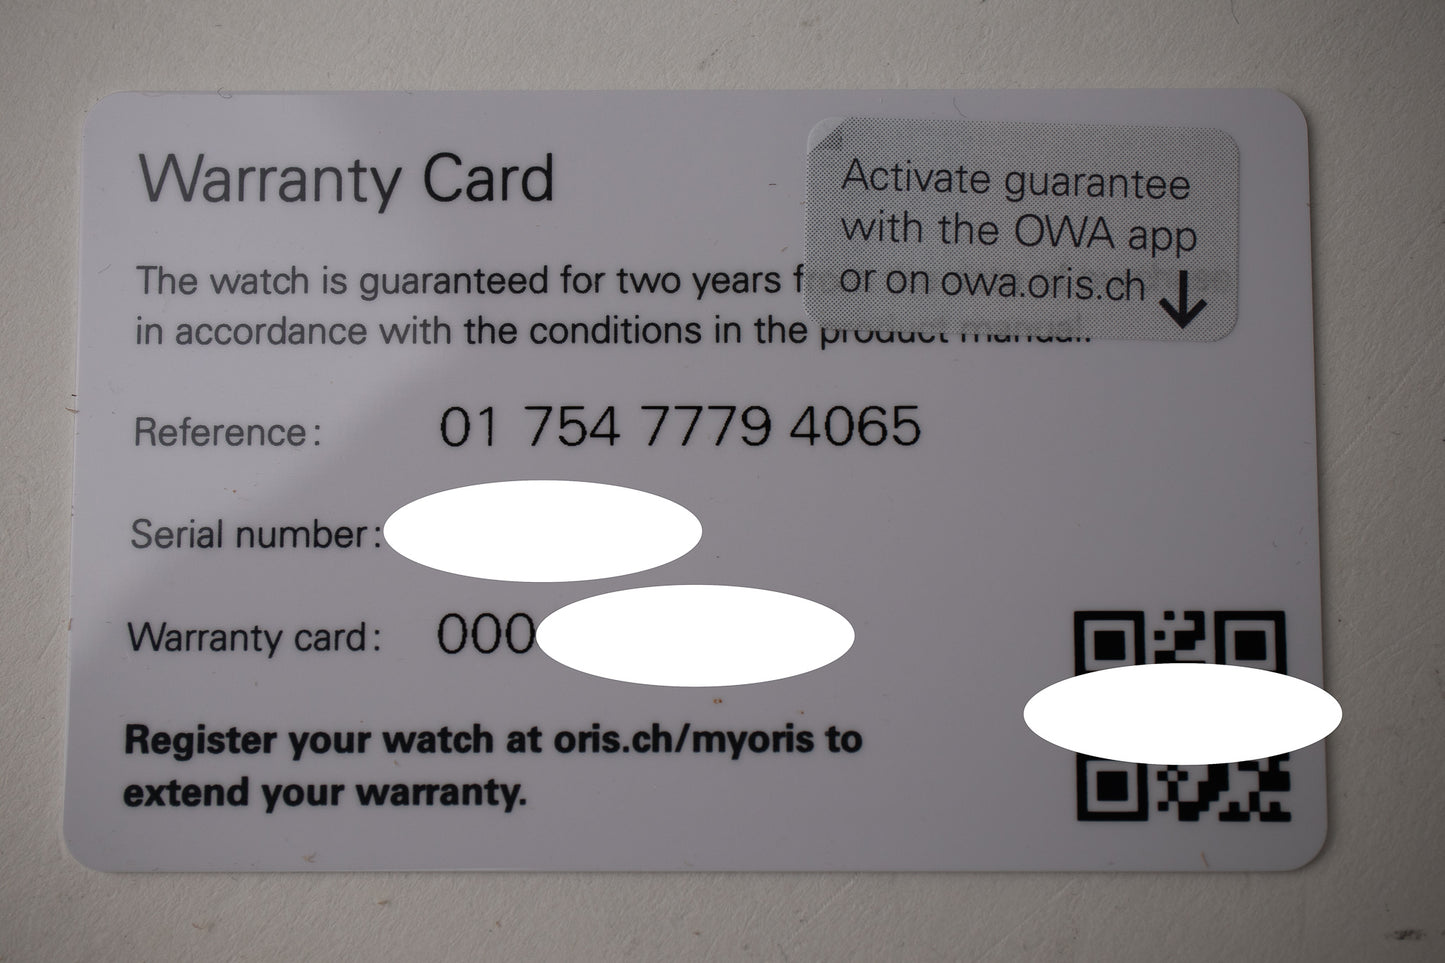 Warranty Card
Activate guarantee
with the OWA app
or on owa.oris.ch
The watch is guaranteed for two years
in accordance with the conditions in the product manual.
Reference: 01 754 7779 4065
Serial number:
Warranty card: 000
Register your watch at oris.ch/myoris to
extend your warranty.